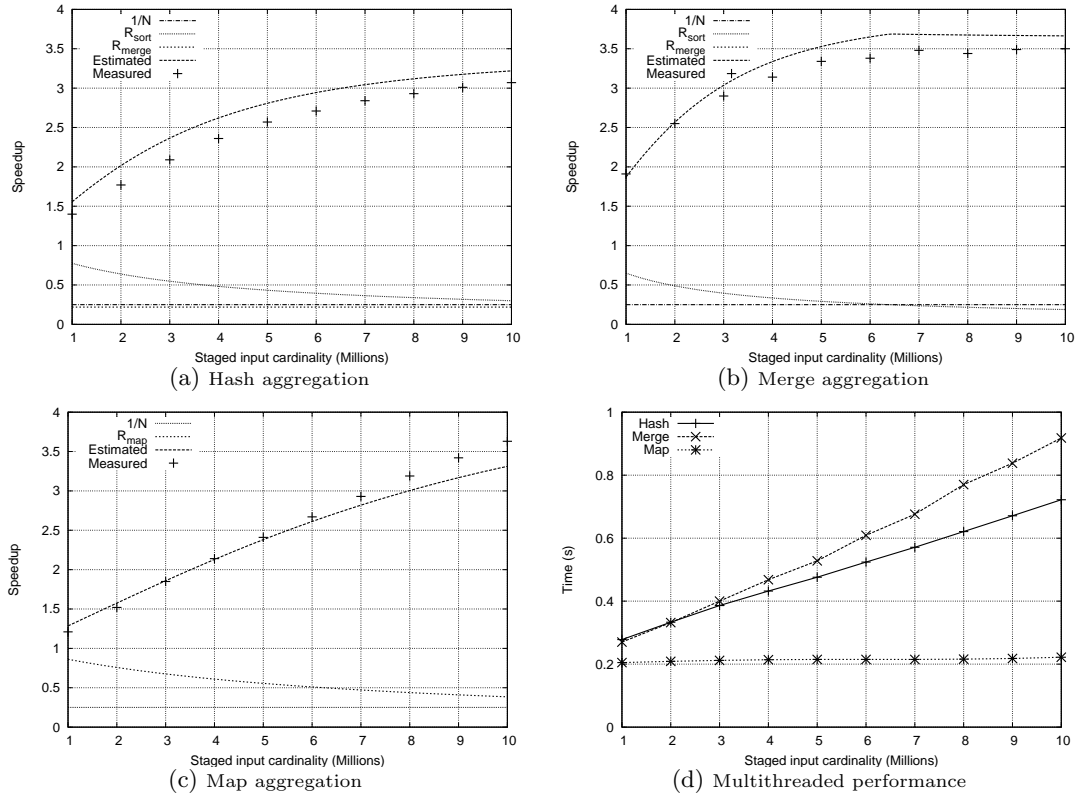 1/N
R_sort
R_merge
Estimated
Measured
4
3.5
3
2.5
2
1.5
1
0.5
0
Speedup
1 2 3 4 5 6 7 8 9 10
Staged input cardinality (Millions)
(a) Hash aggregation
1/N
R_sort
R_merge
Estimated
Measured
4
3.5
3
2.5
2
1.5
1
0.5
0
Speedup
1 2 3 4 5 6 7 8 9 10
Staged input cardinality (Millions)
(b) Merge aggregation
1/N
R_map
Estimated
Measured
4
3.5
3
2.5
2
1.5
1
0.5
0
Speedup
1 2 3 4 5 6 7 8 9 10
Staged input cardinality (Millions)
(c) Map aggregation
Hash
Merge
Map
1
0.8
0.6
0.4
0.2
0
Time (s)
1 2 3 4 5 6 7 8 9 10
Staged input cardinality (Millions)
(d) Multithreaded performance